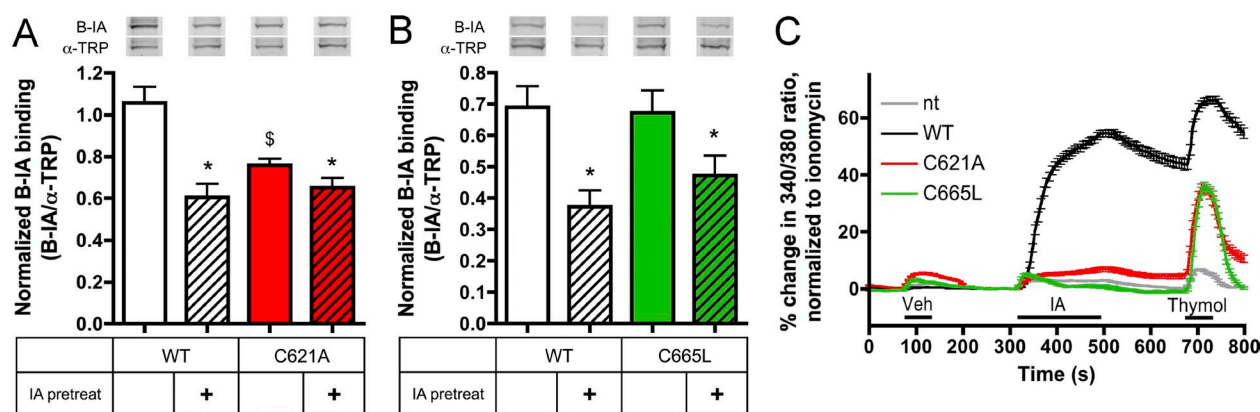 A
B-IA
α-TRP
Normalized B-IA binding
(B-IA/α-TRP)
1.2
1.0
0.8
0.6
0.4
0.2
0.0
*
$
*
WT
C621A
IA pretreat
+
+
B
B-IA
α-TRP
Normalized B-IA binding
(B-IA/α-TRP)
0.8
0.7
0.6
0.5
0.4
0.3
0.2
0.1
0.0
*
*
WT
C665L
IA pretreat
+
+
C
% change in 340/380 ratio,
normalized to ionomycin
60
40
20
0
nt
WT
C621A
C665L
Veh
IA
Thymol
0 100 200 300 400 500 600 700 800
Time (s)